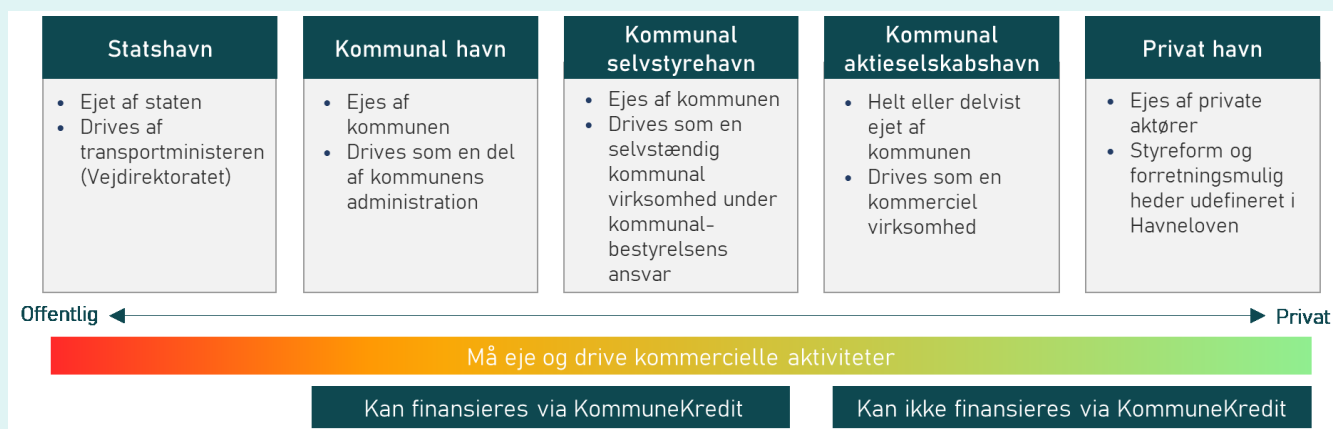 Statshavn
• Ejet af staten
• Drives af
transportministeren
(Vejdirektoratet)
Kommunal havn
• Ejes af
kommunen
• Drives som en del
af kommunens
administration
Kommunal
selvstyrehavn
• Ejes af kommunen
• Drives som en
selvstændig
kommunal
virksomhed under
kommunal-
bestyrelsens
ansvar
Kommunal
aktieselskabshavn
• Helt eller delvist
ejet af
kommunen
• Drives som en
kommerciel
virksomhed
Privat havn
• Ejes af private
aktører
• Styreform og
forretningsmulig
heder udefineret i
Havneloven
Offentlig
Privat
Må eje og drive kommercielle aktiviteter
Kan finansieres via KommuneKredit
Kan ikke finansieres via KommuneKredit